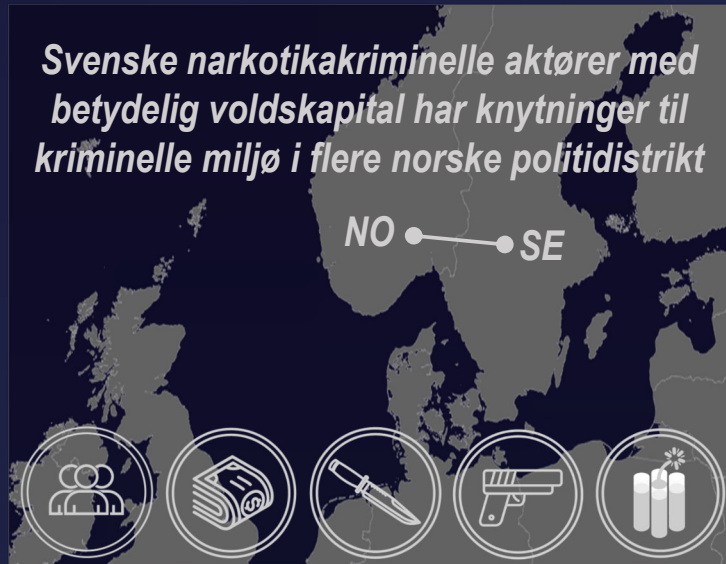 Svenske narkotikakriminelle aktører med
betydelig voldskapital har knytninger til
kriminelle miljø i flere norske politidistrikt
NO SE